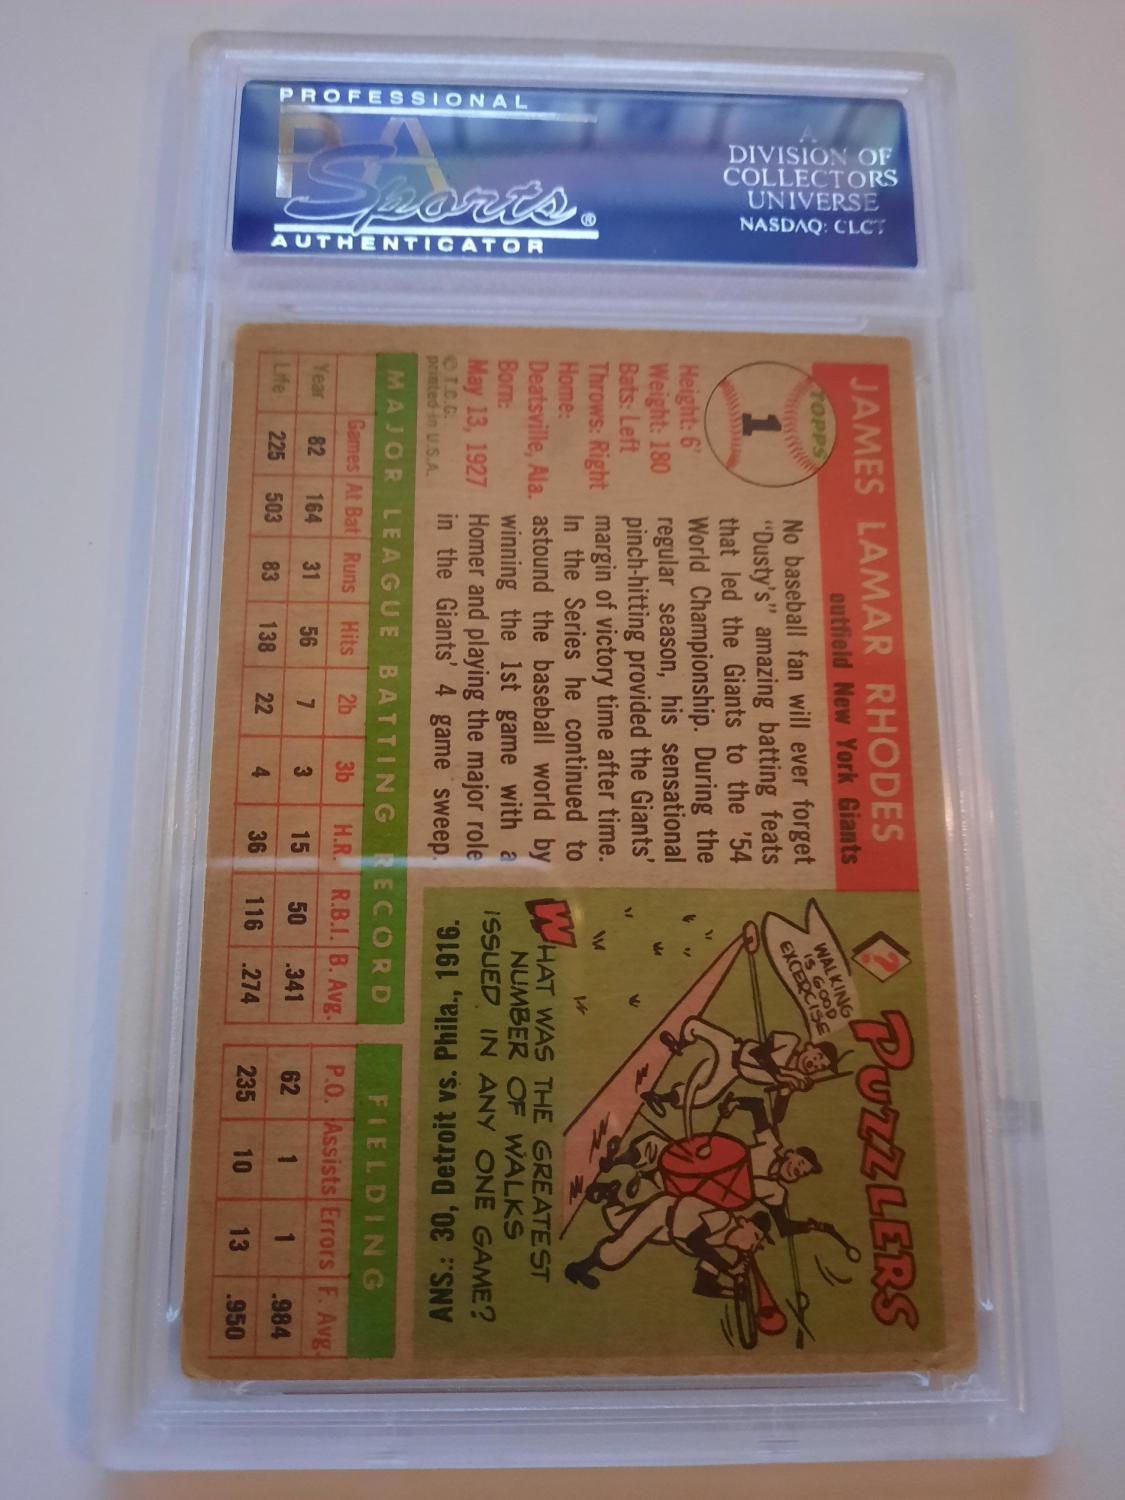 PROFESSIONAL
PSA
Sports®
AUTHENTICATOR
A
DIVISION OF
COLLECTORS
UNIVERSE
NASDAQ: CLCT
TOPPS
1
JAMES LAMAR RHODES
outfield New York Giants
Height: 6'
Weight: 180
Bats: Left
Throws: Right
Home:
Deatsville, Ala.
Born:
May 13, 1927
© T.C.G.
printed in U.S.A.
No baseball fan will ever forget
"Dusty's" amazing batting feats
that led the Giants to the '54
World Championship. During the
regular season, his sensational
pinch-hitting provided the Giants'
margin of victory time after time.
In the Series he continued to
astound the baseball world by
winning the 1st game with a
Homer and playing the major role
in the Giants' 4 game sweep.
? PUZZLERS
WALKING
IS GOOD
EXCERCISE
WHAT WAS THE GREATEST
NUMBER OF WALKS
ISSUED IN ANY ONE GAME?
ANS.: 30, Detroit vs. Phila., 1916.
MAJOR LEAGUE BATTING RECORD
FIELDING
Games At Bat Runs Hits 2b 3b H.R. R.B.I. B. Avg. P.O. Assists Errors F. Avg.
Year 82 164 31 56 7 3 15 50 .341 62 1 1 .984
Life 225 503 83 138 22 4 36 116 .274 235 10 13 .950